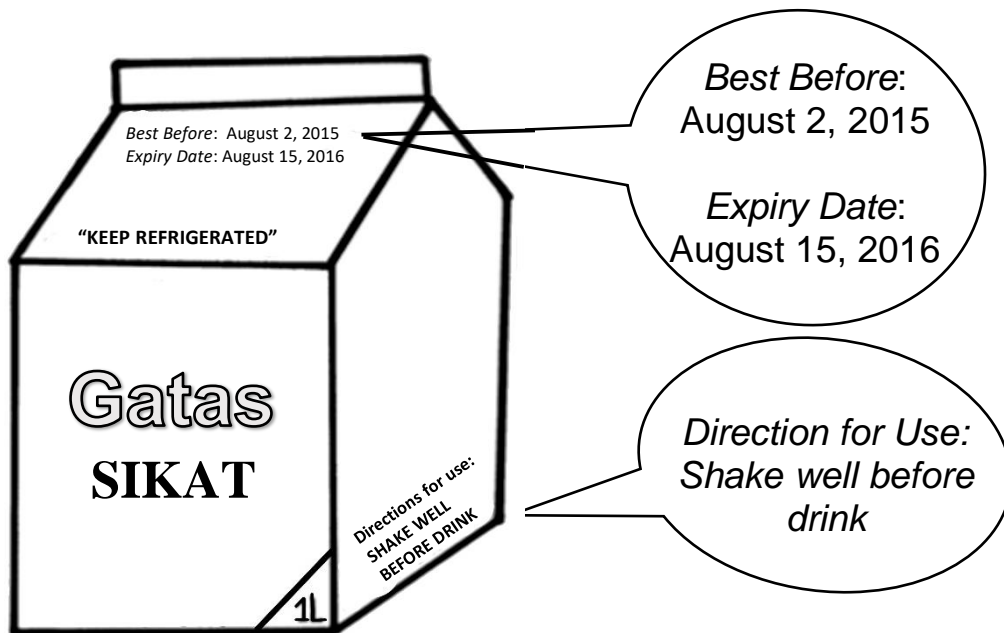 Best Before: August 2, 2015
Expiry Date: August 15, 2016
“KEEP REFRIGERATED”
Gatas
SIKAT
1L
Directions for use:
SHAKE WELL
BEFORE DRINK
Best Before:
August 2, 2015
Expiry Date:
August 15, 2016
Direction for Use:
Shake well before
drink